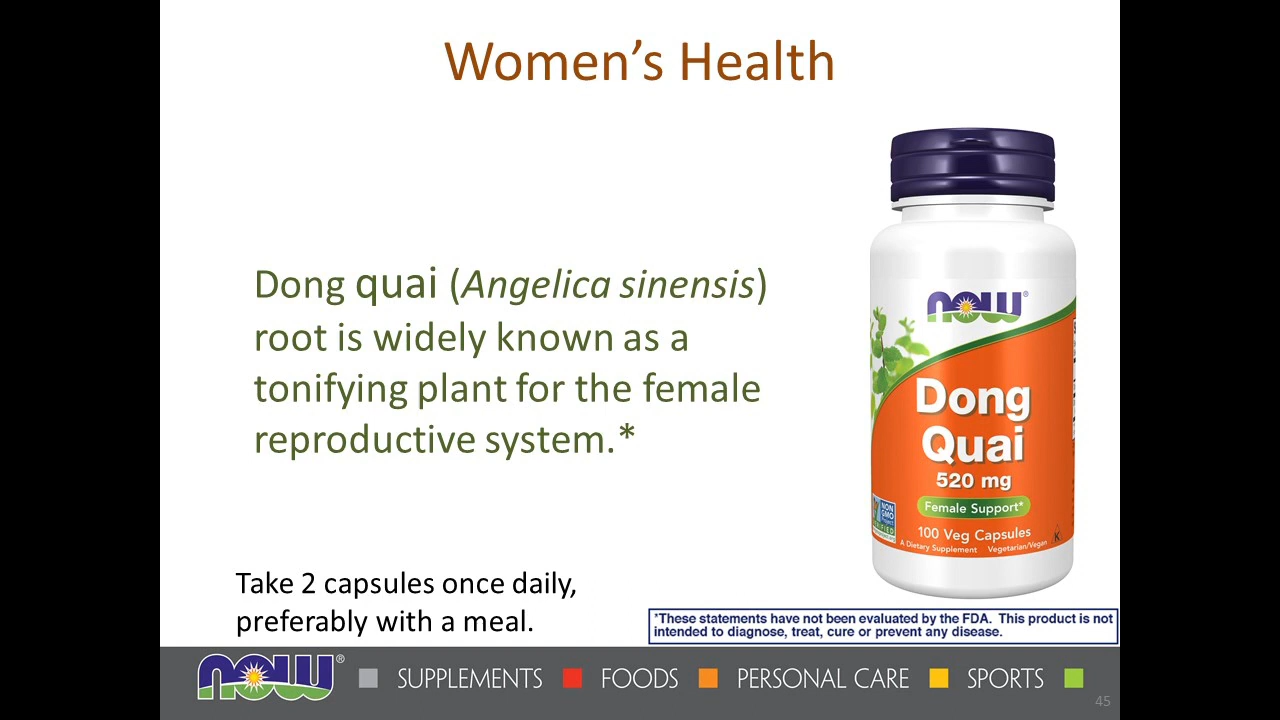 Women's Health
Dong quai (Angelica sinensis)
root is widely known as a
tonifying plant for the female
reproductive system.*
Take 2 capsules once daily,
preferably with a meal.
NOW®
Dong
Quai
520 mg
Female Support*
100 Veg Capsules
A Dietary Supplement Vegetarian/Vegan
NON
GMO
K
*These statements have not been evaluated by the FDA. This product is not
intended to diagnose, treat, cure or prevent any disease.
NOW® SUPPLEMENTS FOODS PERSONAL CARE SPORTS
45